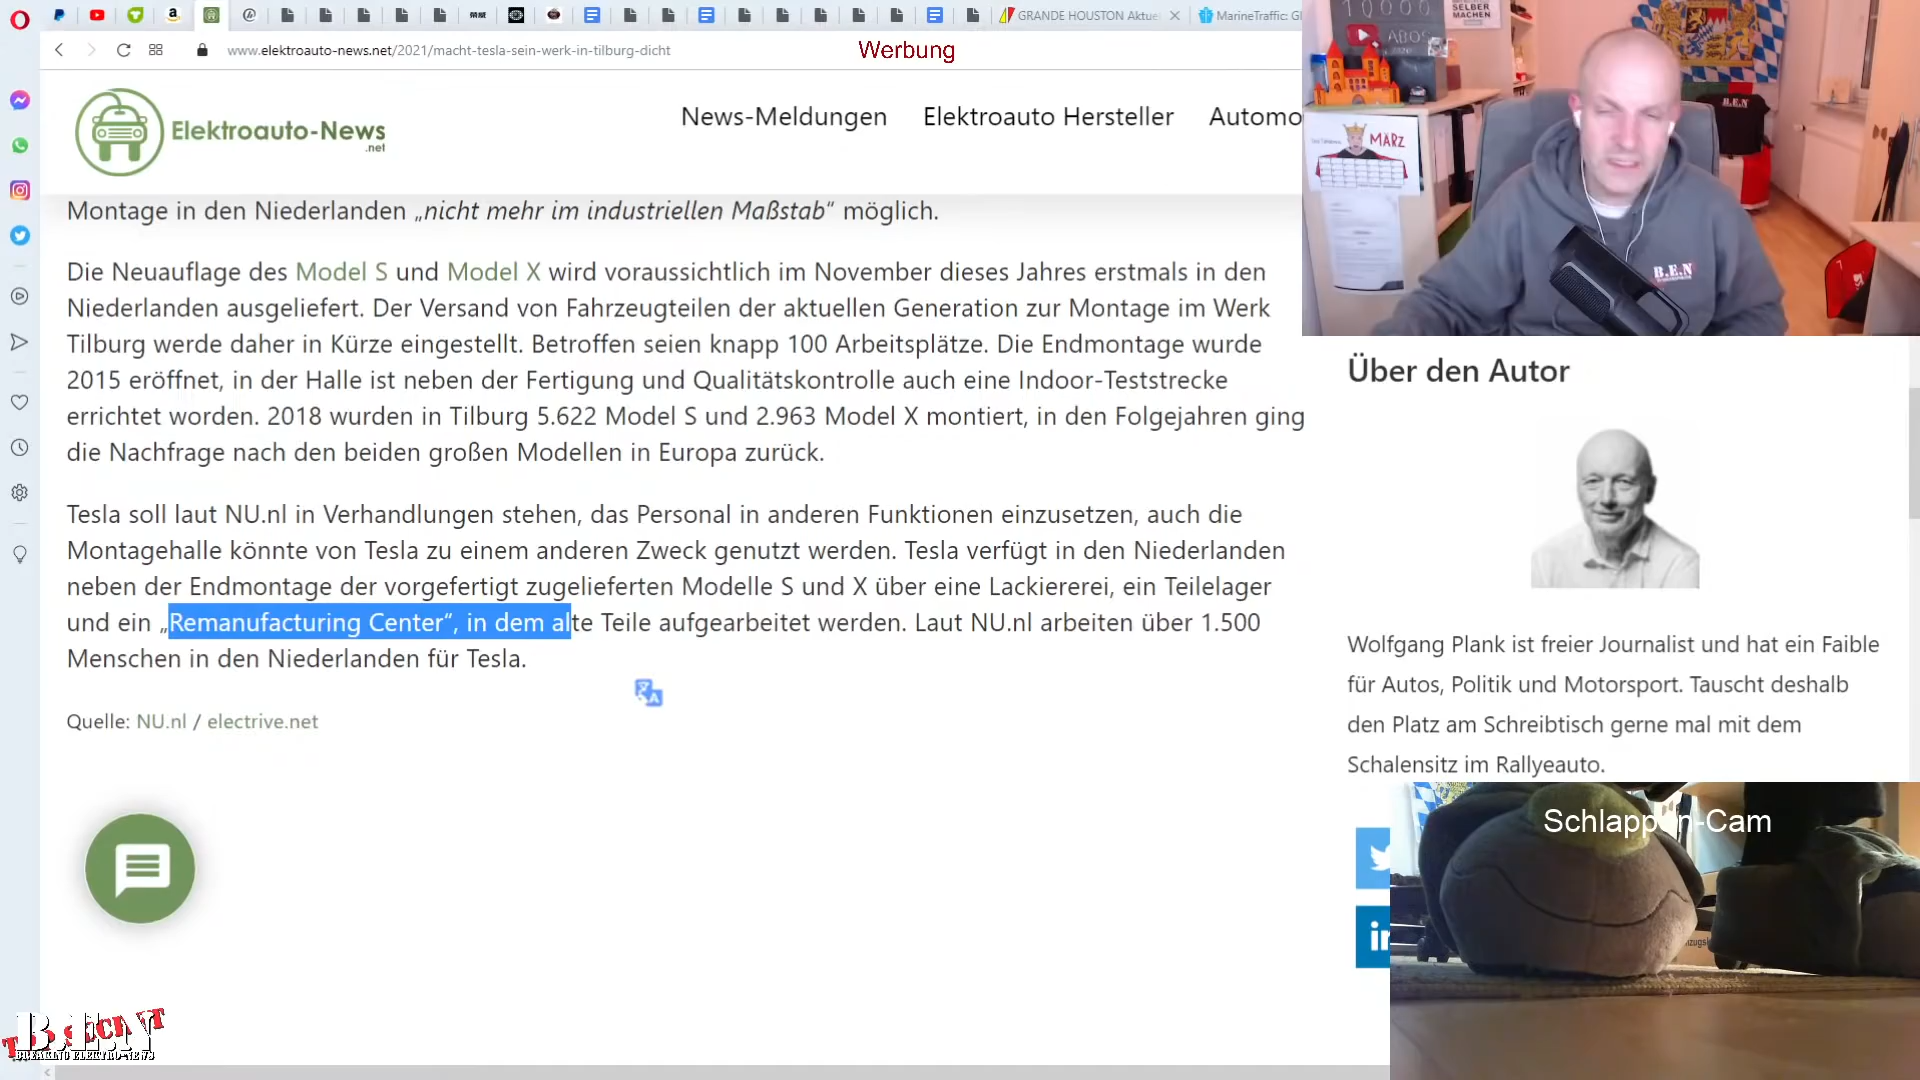 GRANDE HOUSTON Aktue
MarineTraffic: Gl
www.elektroauto-news.net/2021/macht-tesla-sein-werk-in-tilburg-dicht
Werbung
Elektroauto-News
.net
News-Meldungen
Elektroauto Hersteller
Automo
Montage in den Niederlanden „nicht mehr im industriellen Maßstab“ möglich.
Die Neuauflage des Model S und Model X wird voraussichtlich im November dieses Jahres erstmals in den
Niederlanden ausgeliefert. Der Versand von Fahrzeugteilen der aktuellen Generation zur Montage im Werk
Tilburg werde daher in Kürze eingestellt. Betroffen seien knapp 100 Arbeitsplätze. Die Endmontage wurde
2015 eröffnet, in der Halle ist neben der Fertigung und Qualitätskontrolle auch eine Indoor-Teststrecke
errichtet worden. 2018 wurden in Tilburg 5.622 Model S und 2.963 Model X montiert, in den Folgejahren ging
die Nachfrage nach den beiden großen Modellen in Europa zurück.
Tesla soll laut NU.nl in Verhandlungen stehen, das Personal in anderen Funktionen einzusetzen, auch die
Montagehalle könnte von Tesla zu einem anderen Zweck genutzt werden. Tesla verfügt in den Niederlanden
neben der Endmontage der vorgefertigt zugelieferten Modelle S und X über eine Lackiererei, ein Teilelager
und ein „Remanufacturing Center“, in dem alte Teile aufgearbeitet werden. Laut NU.nl arbeiten über 1.500
Menschen in den Niederlanden für Tesla.
Quelle: NU.nl / electrive.net
10000
ABOS
SELBER
MACHEN
MÄRZ
B.E.N
B.E.N
Über den Autor
Wolfgang Plank ist freier Journalist und hat ein Faible
für Autos, Politik und Motorsport. Tauscht deshalb
den Platz am Schreibtisch gerne mal mit dem
Schalensitz im Rallyeauto.
Schlappen-Cam
in
B.E.N
BREAKING ELEKTRO-NEWS